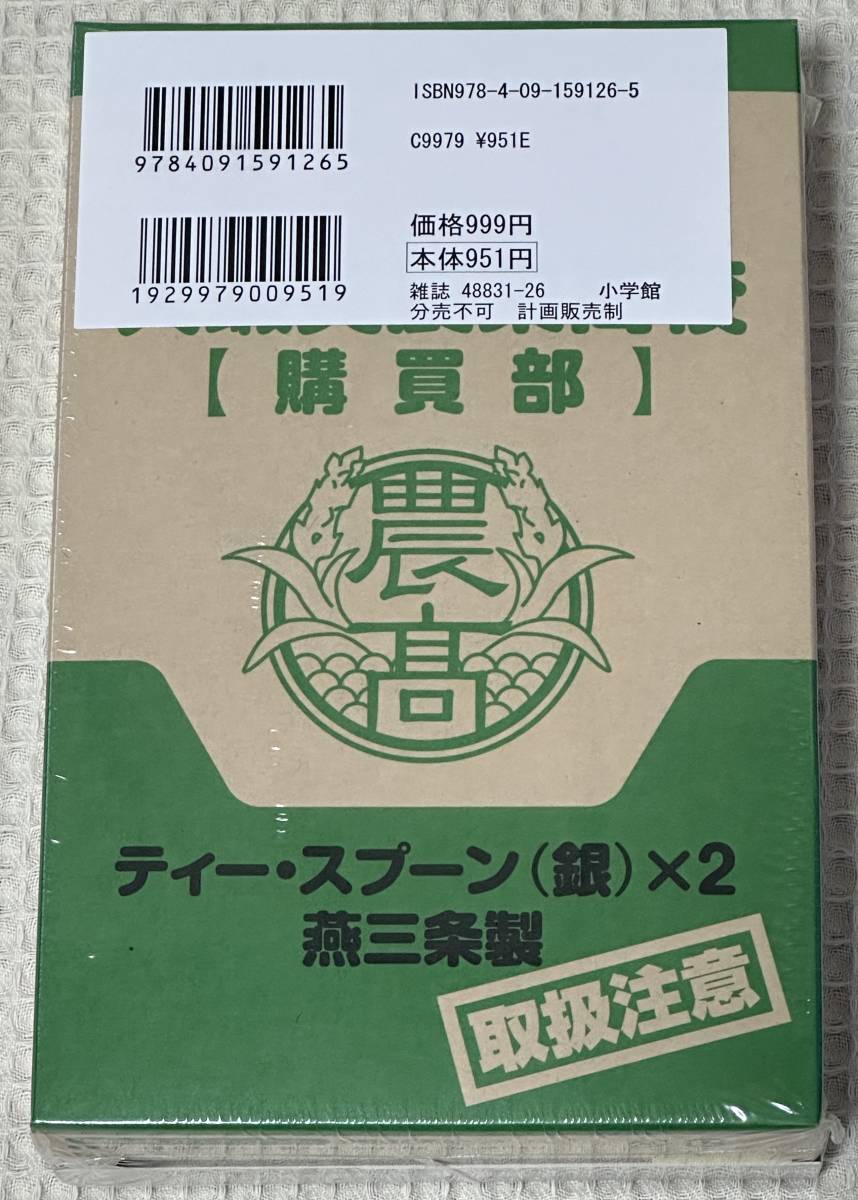 ISBN978-4-09-159126-5
9784091591265
C9979 ¥951E
価格999円
本体951円
1929979009519
雑誌 48831-26 小学館
分売不可 計画販売制
【購買部】
農高
ティー・スプーン(銀)×2
燕三条製
取扱注意